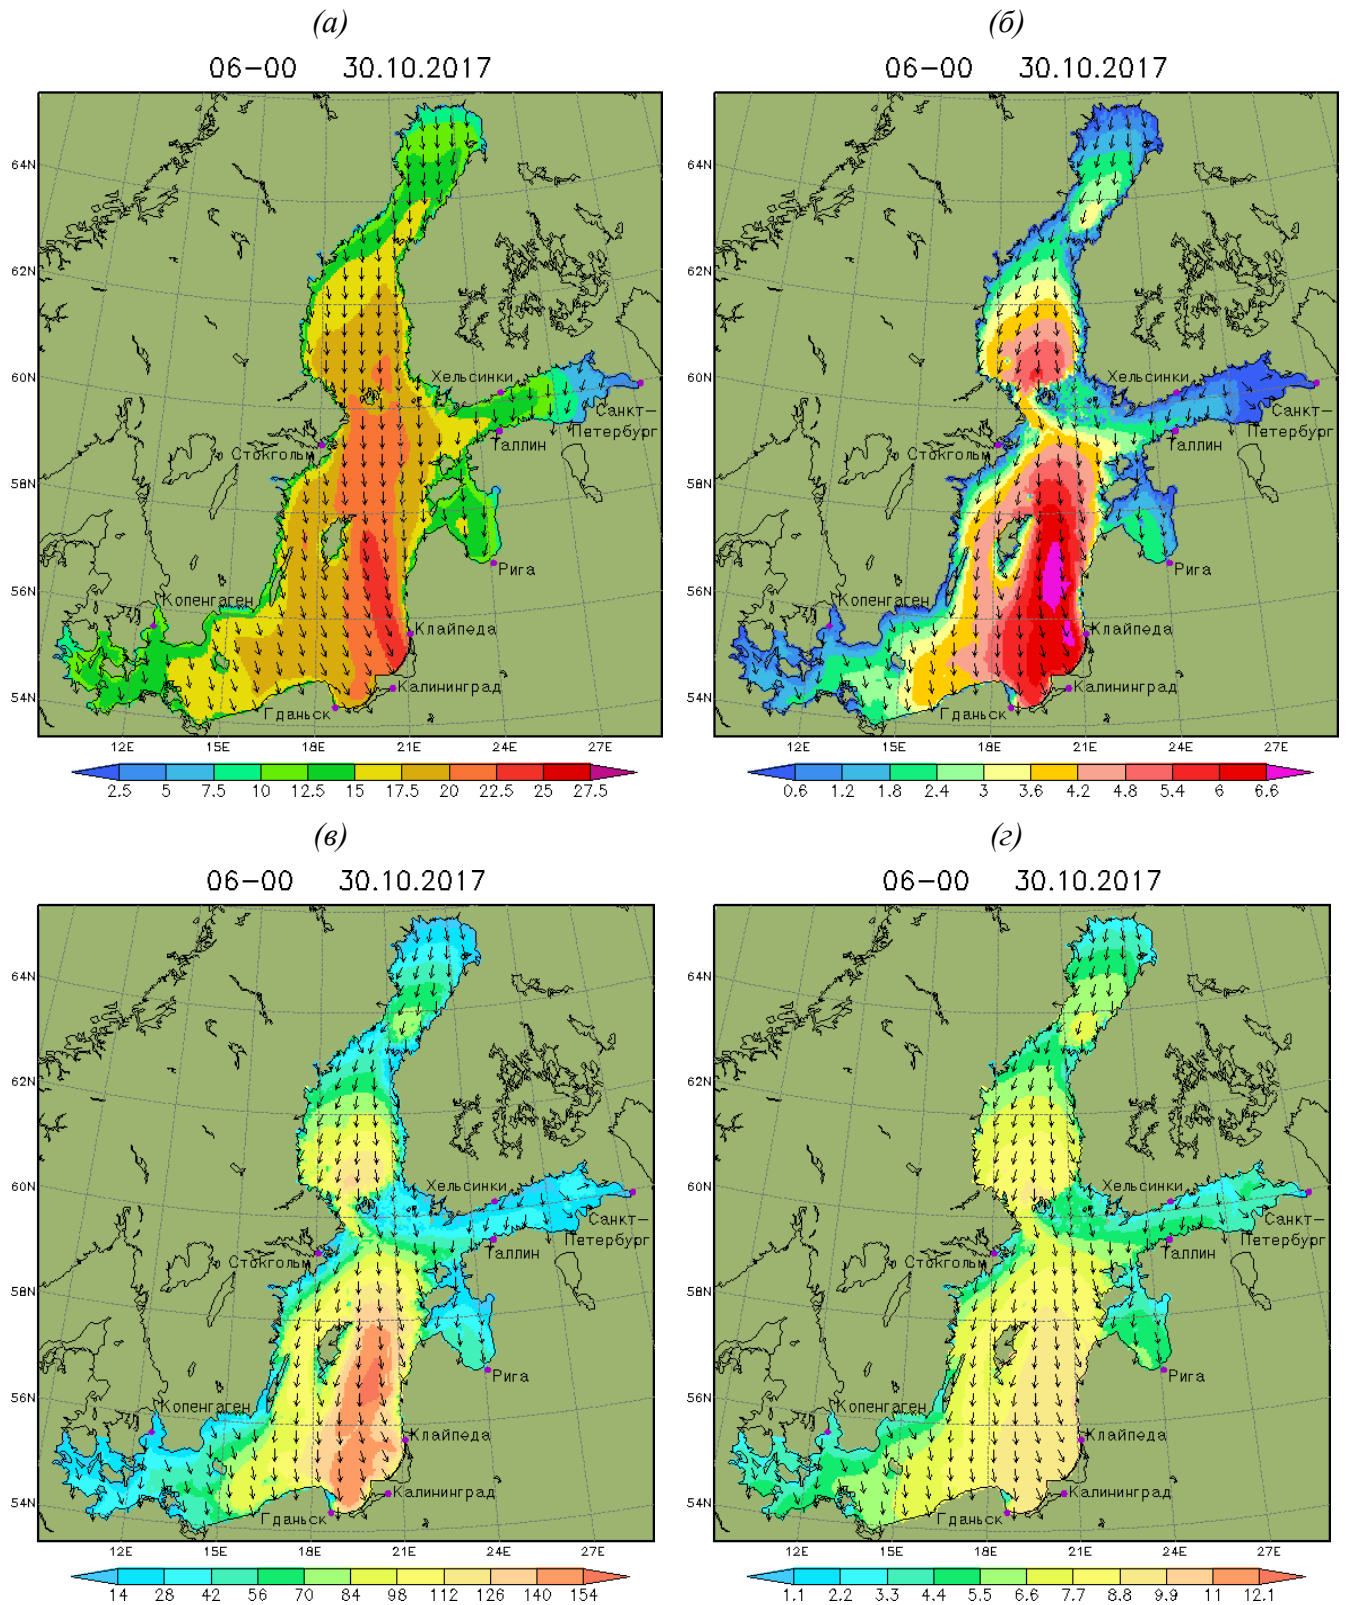 (а)
06-00 30.10.2017
64N
62N
60N
58N
56N
54N
Хельсинки
Санкт-
Петербург
Таллин
Стокгольм
Рига
Копенгаген
Клайпеда
Калининград
Гданьск
12E 15E 18E 21E 24E 27E
2.5 5 7.5 10 12.5 15 17.5 20 22.5 25 27.5
(б)
06-00 30.10.2017
64N
62N
60N
58N
56N
54N
Хельсинки
Санкт-
Петербург
Таллин
Стокгольм
Рига
Копенгаген
Клайпеда
Калининград
Гданьск
12E 15E 18E 21E 24E 27E
0.6 1.2 1.8 2.4 3 3.6 4.2 4.8 5.4 6 6.6
(в)
06-00 30.10.2017
64N
62N
60N
58N
56N
54N
Хельсинки
Санкт-
Петербург
Таллин
Стокгольм
Рига
Копенгаген
Клайпеда
Калининград
Гданьск
12E 15E 18E 21E 24E 27E
14 28 42 56 70 84 98 112 126 140 154
(г)
06-00 30.10.2017
64N
62N
60N
58N
56N
54N
Хельсинки
Санкт-
Петербург
Таллин
Стокгольм
Рига
Копенгаген
Клайпеда
Калининград
Гданьск
12E 15E 18E 21E 24E 27E
1.1 2.2 3.3 4.4 5.5 6.6 7.7 8.8 9.9 11 12.1